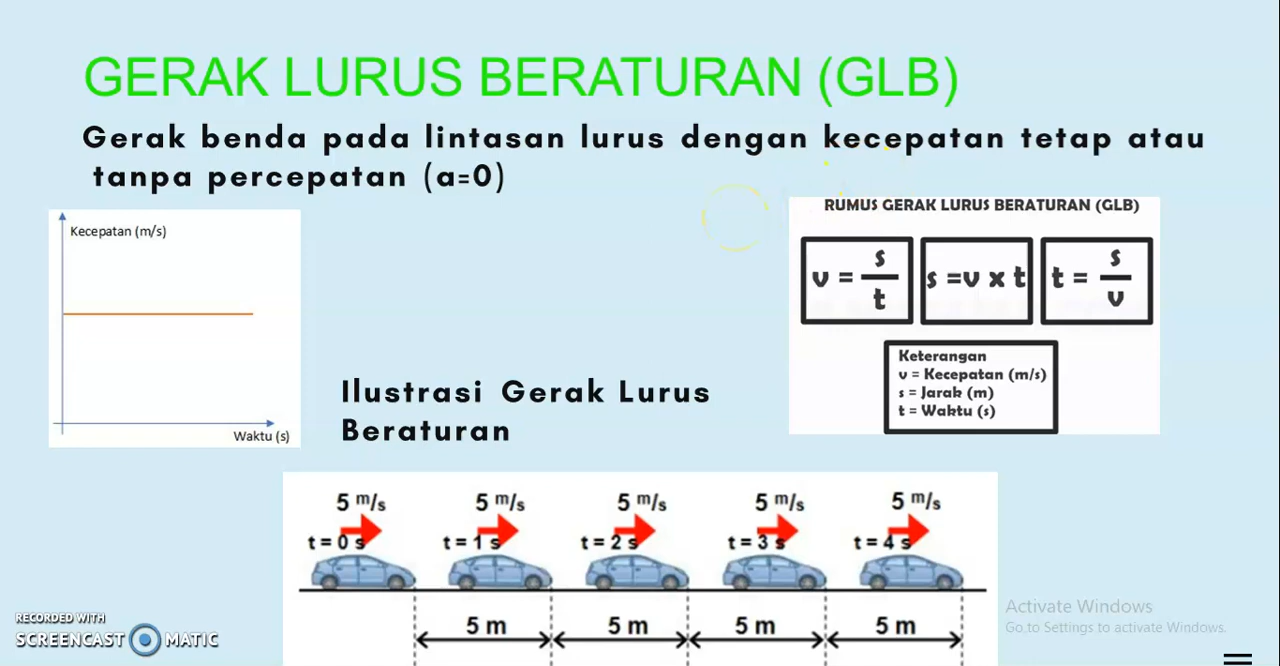 GERAK LURUS BERATURAN (GLB)
Gerak benda pada lintasan lurus dengan kecepatan tetap atau
tanpa percepatan (a=0)
Kecepatan (m/s)
Waktu (s)
RUMUS GERAK LURUS BERATURAN (GLB)
v = s/t
s =v x t
t = s/v
Keterangan
v = Kecepatan (m/s)
s = Jarak (m)
t = Waktu (s)
Ilustrasi Gerak Lurus
Beraturan
5 m/s 5 m/s 5 m/s 5 m/s 5 m/s
t = 0 s t = 1 s t = 2 s t = 3 s t = 4 s
5 m 5 m 5 m 5 m
RECORDED WITH
SCREENCAST MATIC
Activate Windows
Go to Settings to activate Windows.